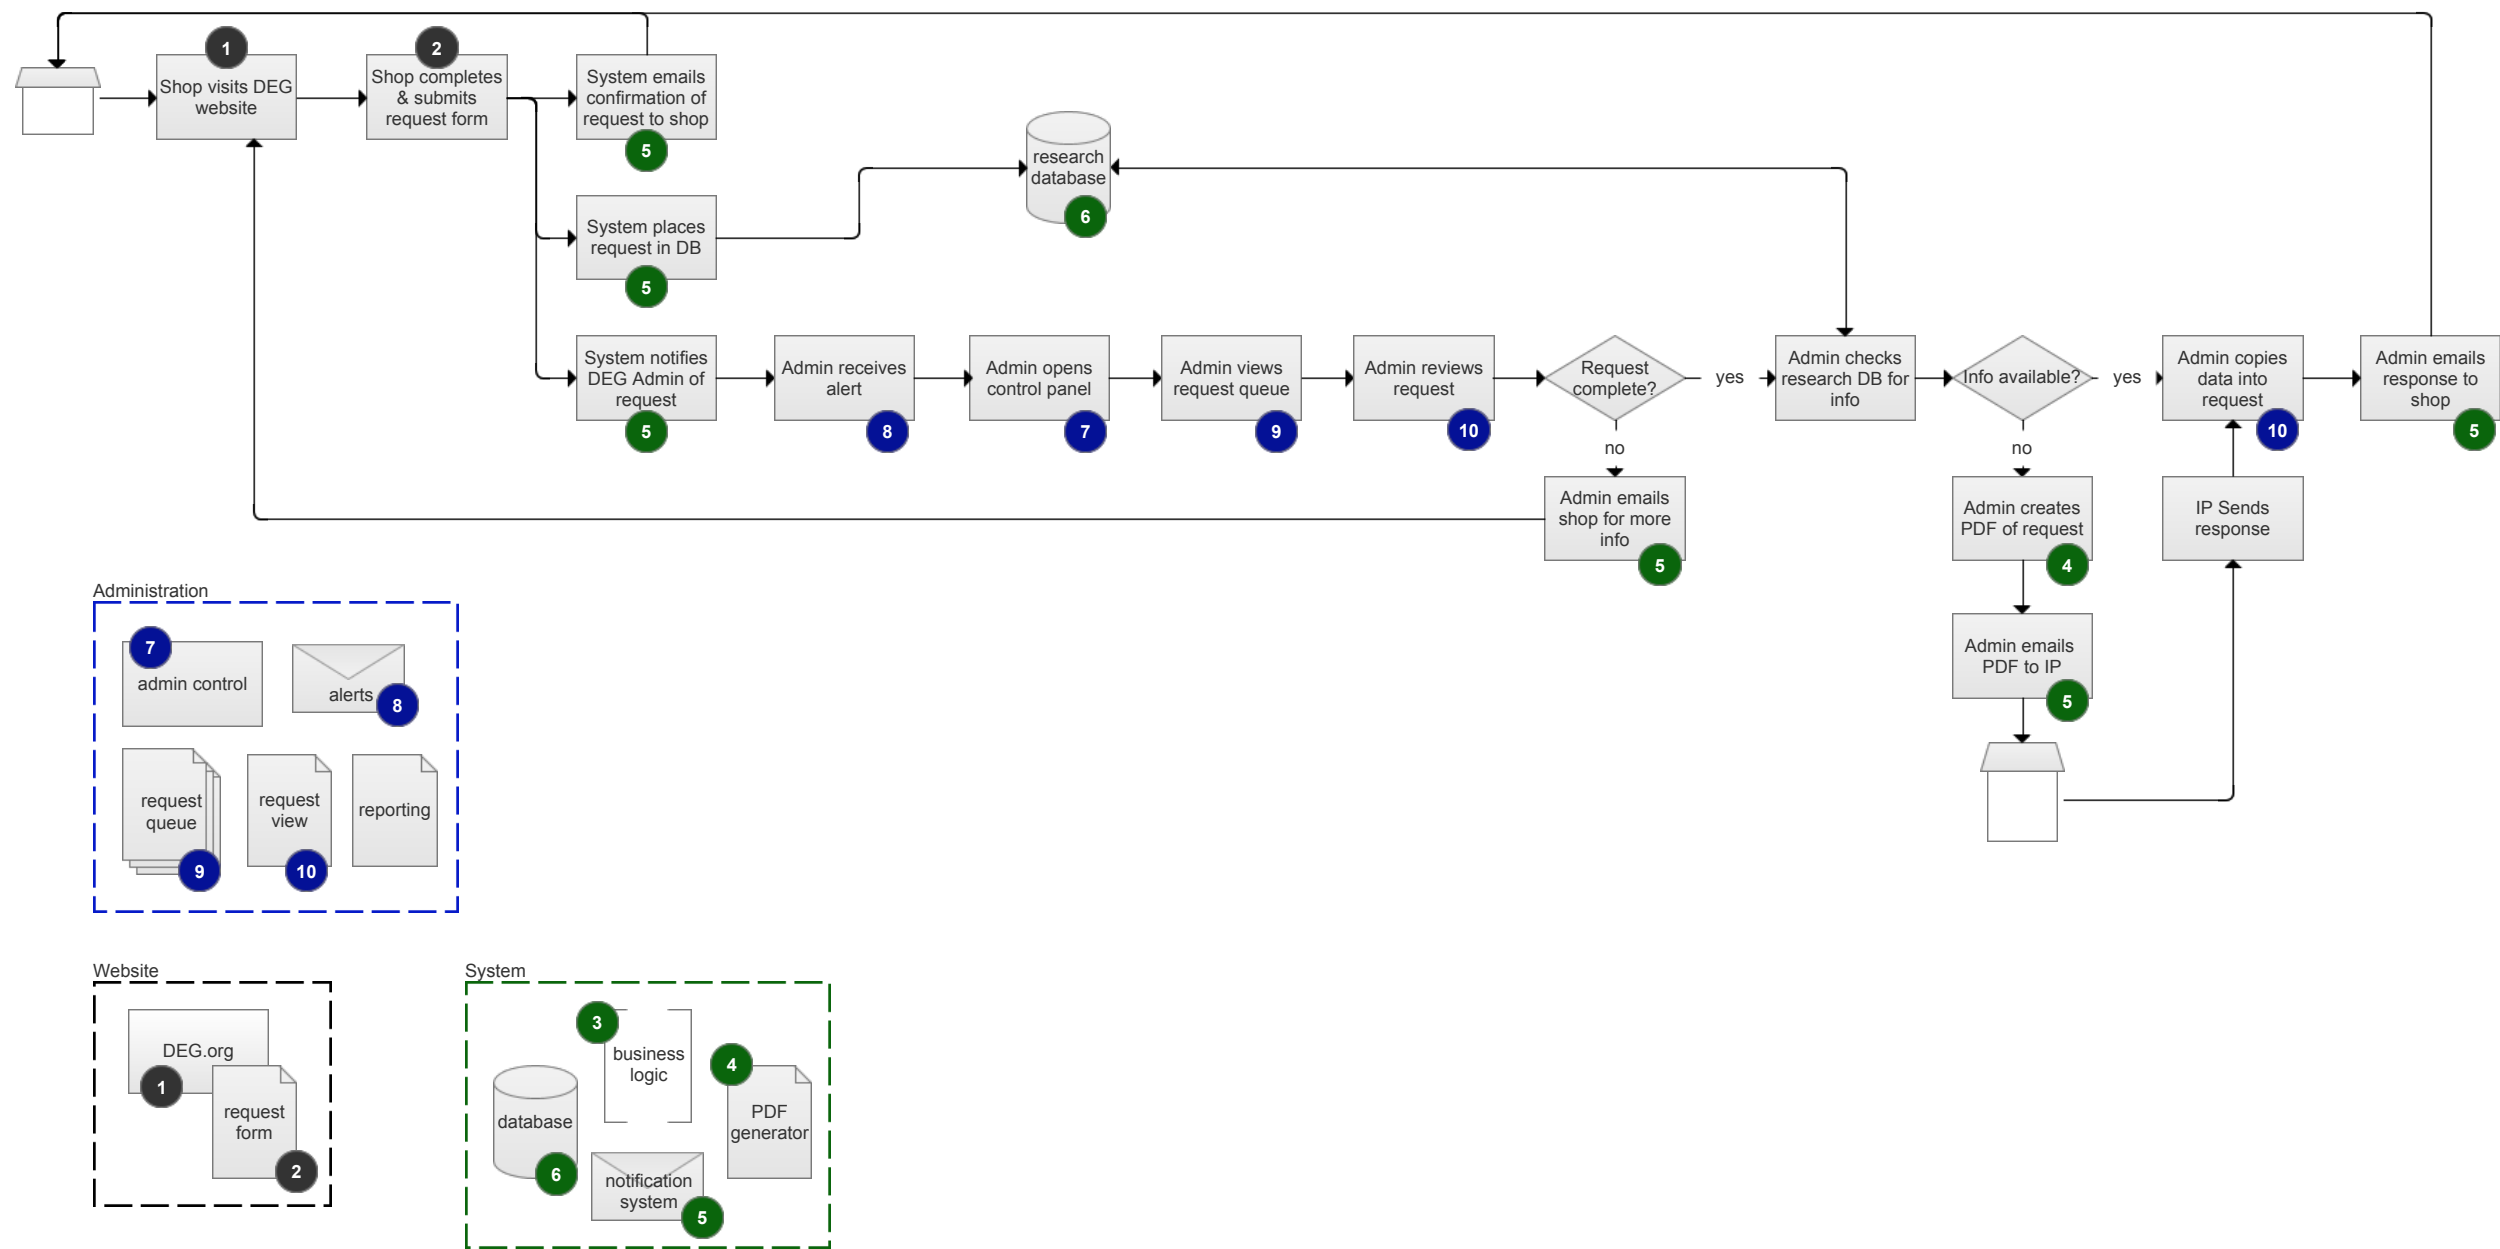 1
2
Shop visits DEG
website
Shop completes
& submits
request form
System emails
confirmation of
request to shop
5
research
database
6
System places
request in DB
5
System notifies
DEG Admin of
request
5
Admin receives
alert
8
Admin opens
control panel
7
Admin views
request queue
9
Admin reviews
request
10
Request
complete?
yes
no
Admin checks
research DB for
info
Info available?
yes
no
Admin copies
data into
request
10
Admin emails
response to
shop
5
Admin emails
shop for more
info
5
Admin creates
PDF of request
4
IP Sends
response
Admin emails
PDF to IP
5
Administration
7
admin control
alerts
8
request
queue
9
request
view
10
reporting
Website
DEG.org
1
request
form
2
System
3
business
logic
4
PDF
generator
database
6
notification
system
5